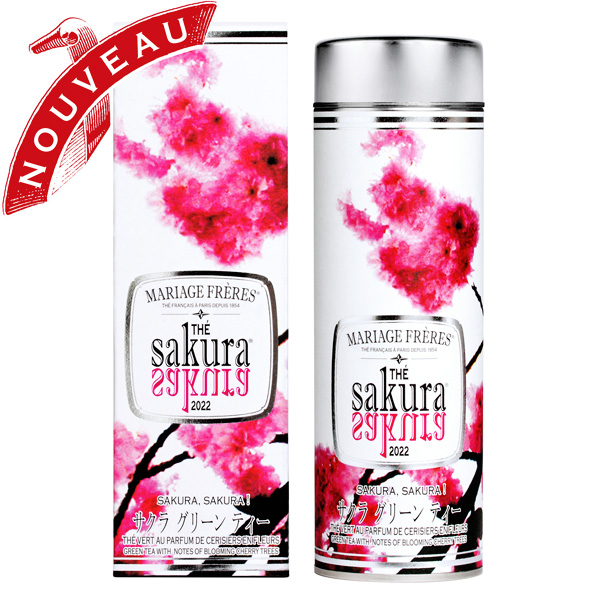 NOUVEAU
MARIAGE FRÈRES®
THÉ FRANÇAIS À PARIS DEPUIS 1854
THÉ
sakura®
sakura
2022
SAKURA, SAKURA !
サクラ グリーン ティー
THÉ VERT AU PARFUM DE CERISIERS EN FLEURS
GREEN TEA WITH NOTES OF BLOOMING CHERRY TREES
MARIAGE FRÈRES®
THÉ FRANÇAIS À PARIS DEPUIS 1854
THÉ
sakura®
sakura
2022
SAKURA, SAKURA !
サクラ グリーン ティー
THÉ VERT AU PARFUM DE CERISIERS EN FLEURS
GREEN TEA WITH NOTES OF BLOOMING CHERRY TREES